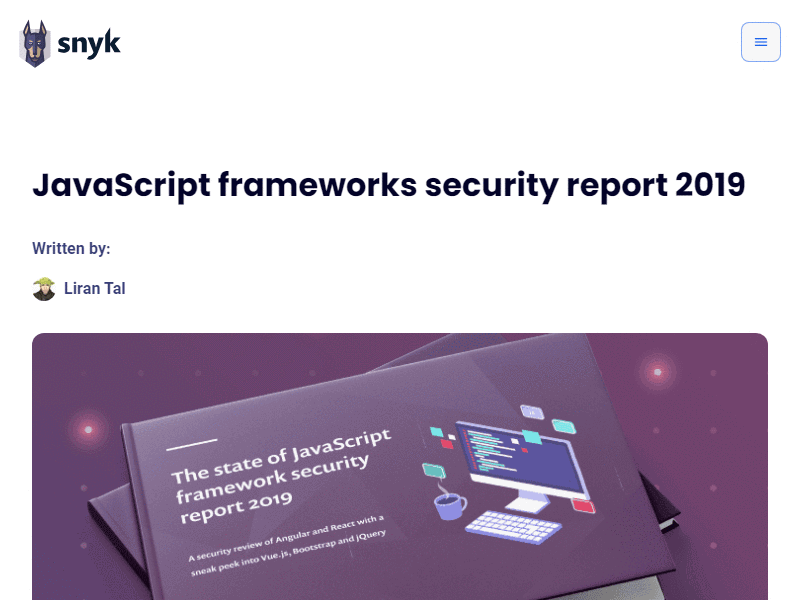 snyk
JavaScript frameworks security report 2019
Written by:
Liran Tal
The state of JavaScript
framework security
report 2019
A security review of Angular and React with a
sneak peek into Vue.js, Bootstrap and jQuery